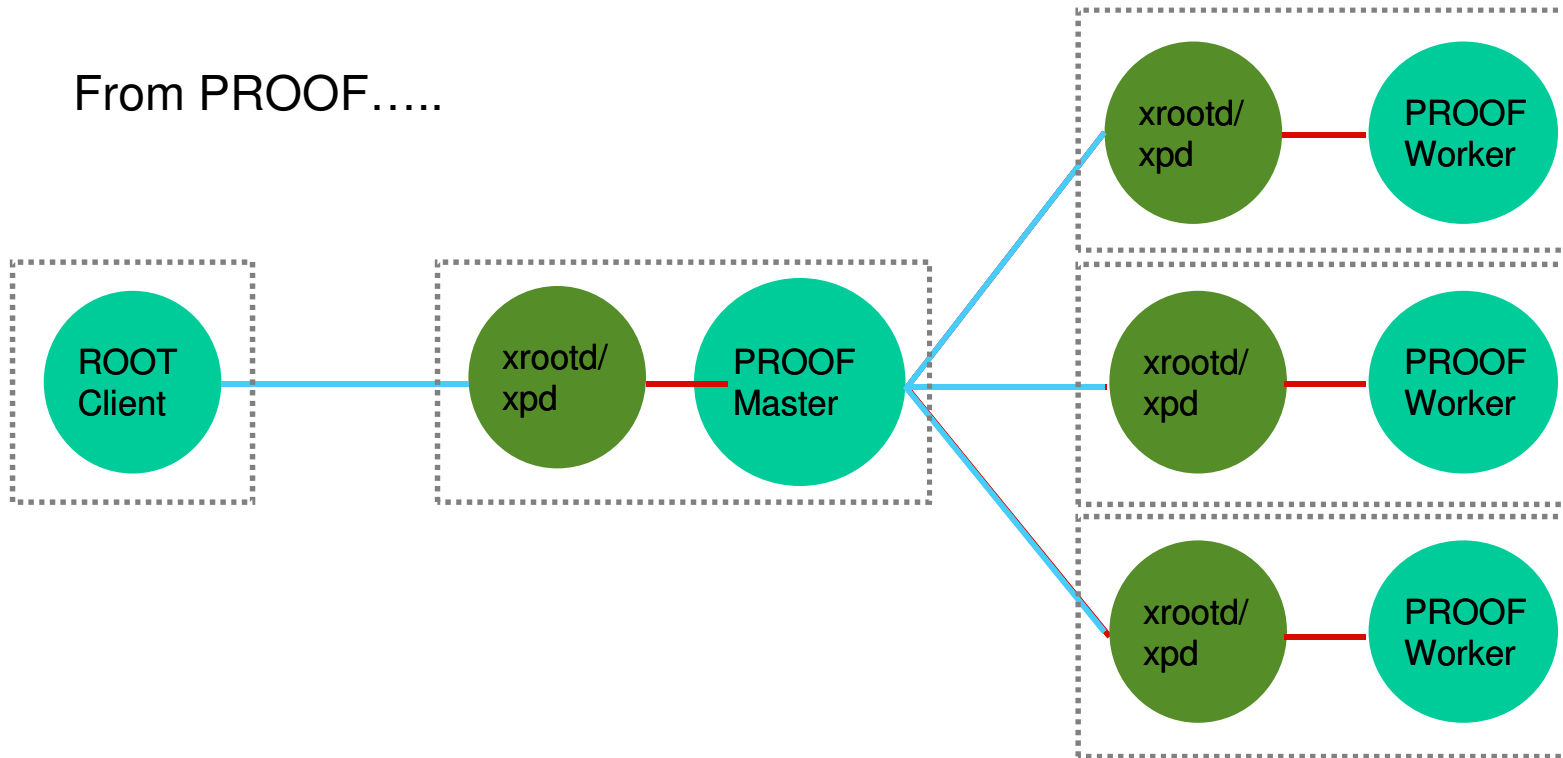 From PROOF…..
ROOT
Client
xrootd/
xpd
PROOF
Master
xrootd/
xpd
PROOF
Worker
xrootd/
xpd
PROOF
Worker
xrootd/
xpd
PROOF
Worker